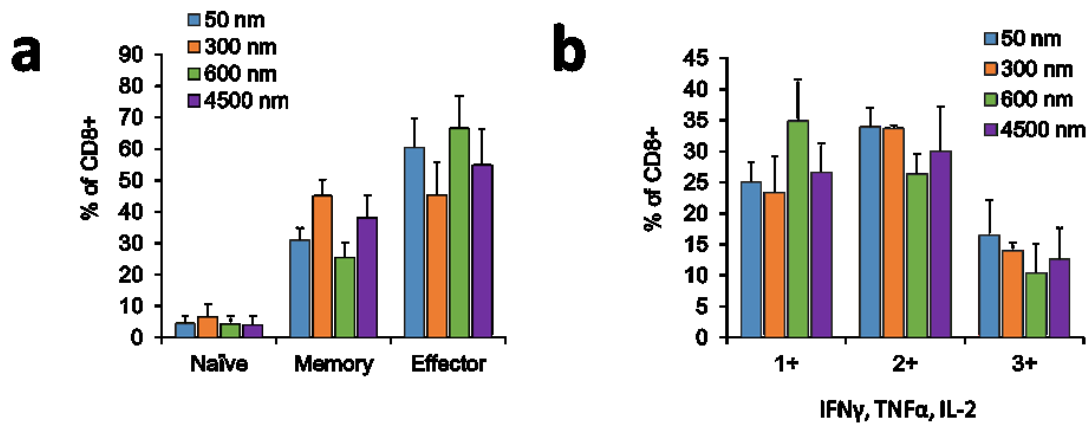 a
50 nm
300 nm
600 nm
4500 nm
90
80
70
60
50
40
30
20
10
0
% of CD8+
Naïve Memory Effector
b
50 nm
300 nm
600 nm
4500 nm
45
40
35
30
25
20
15
10
5
0
% of CD8+
1+ 2+ 3+
IFNγ, TNFα, IL-2